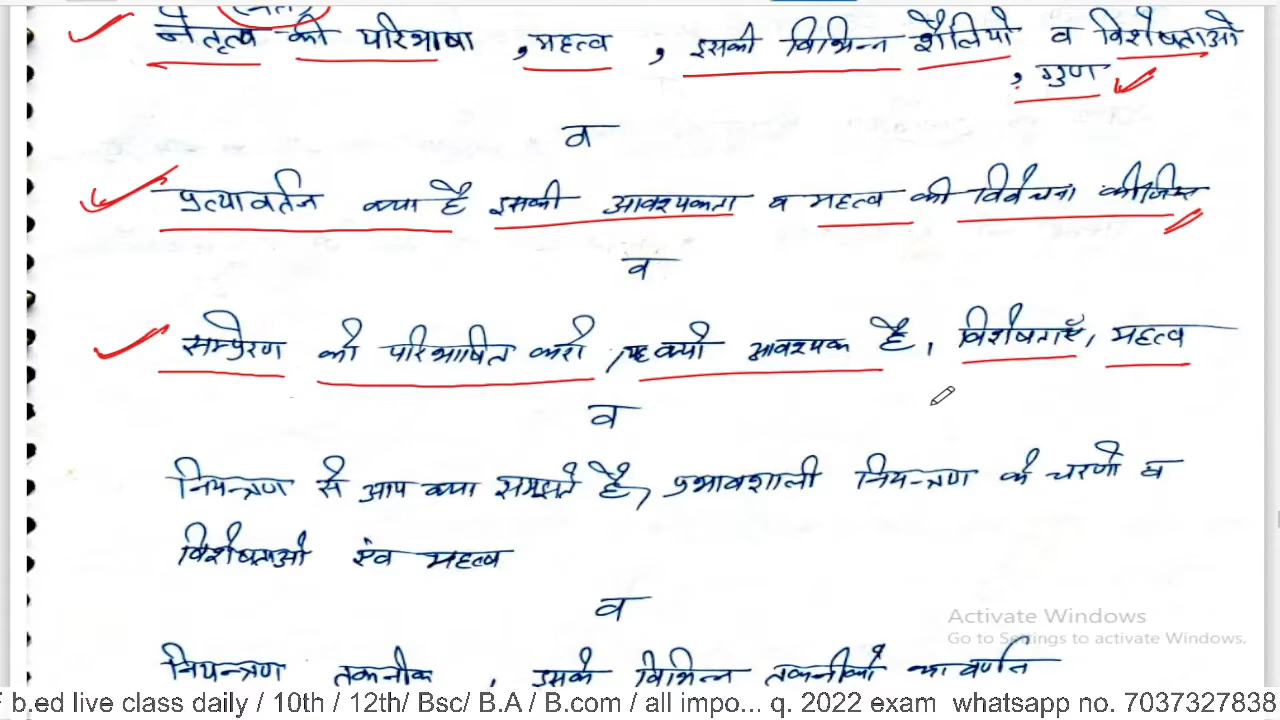 नेतृत्व की परिभाषा , महत्व , इसकी विभिन्न शैलियो व विशेषताओ
, गुण
व
प्रत्यावर्तन क्या है इसकी आवश्यकता व महत्व की विवेचना कीजिए
व
सम्प्रेरण को परिभाषित करो , यह क्यो आवश्यक है , विशेषताएँ , महत्व
व
नियन्त्रण से आप क्या समझते है , प्रभावशाली नियन्त्रण के चरणो व
विशेषताओ एंव महत्व
व
नियन्त्रण तकनीक , इसके विभिन्न तकनीकों का वर्णन
Activate Windows
Go to Settings to activate Windows.
b.ed live class daily / 10th / 12th/ Bsc/ B.A / B.com / all impo... q. 2022 exam whatsapp no. 7037327838